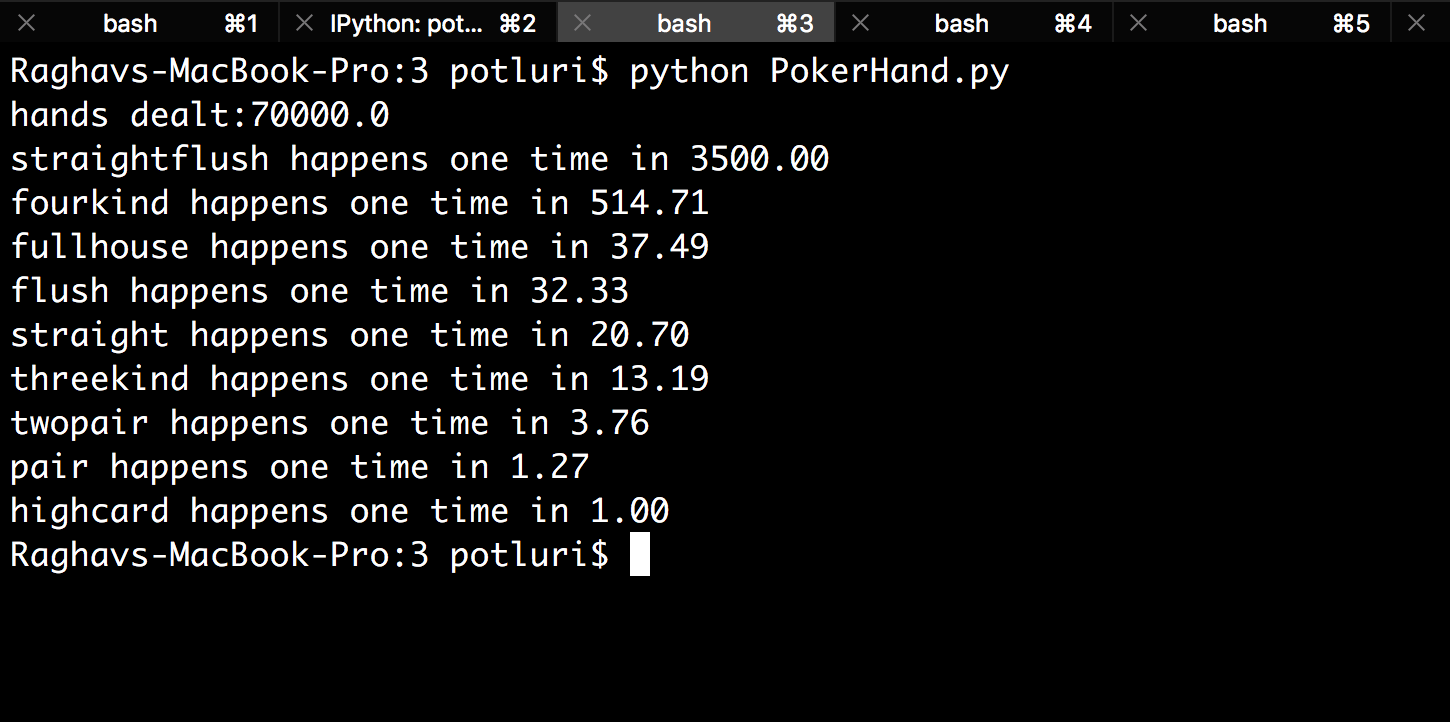 bash ⌘1 IPython: pot... ⌘2 bash ⌘3 bash ⌘4 bash ⌘5
Raghavs-MacBook-Pro:3 potluri$ python PokerHand.py
hands dealt:70000.0
straightflush happens one time in 3500.00
fourkind happens one time in 514.71
fullhouse happens one time in 37.49
flush happens one time in 32.33
straight happens one time in 20.70
threekind happens one time in 13.19
twopair happens one time in 3.76
pair happens one time in 1.27
highcard happens one time in 1.00
Raghavs-MacBook-Pro:3 potluri$